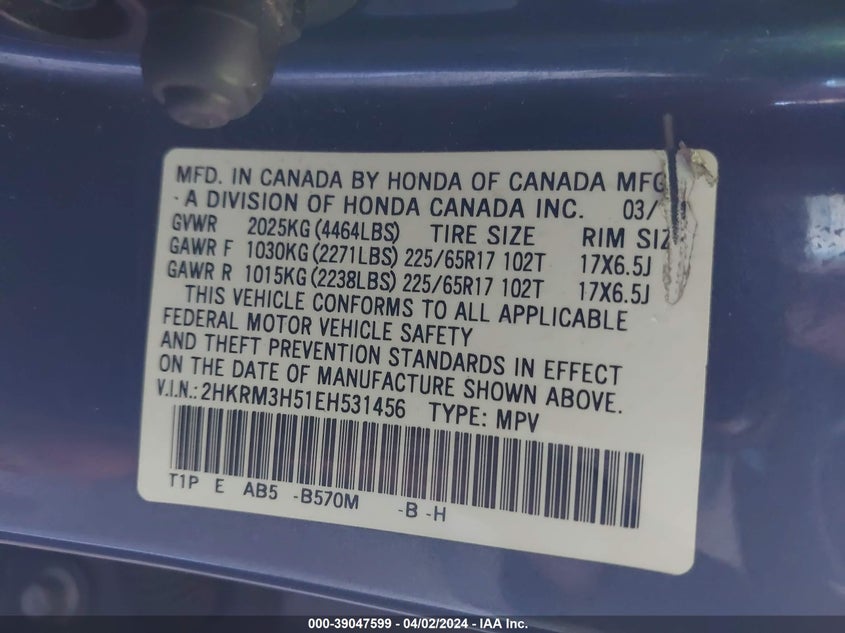 MFD. IN CANADA BY HONDA OF CANADA MFG
A DIVISION OF HONDA CANADA INC. 03/
GVWR 2025KG (4464LBS) TIRE SIZE RIM SIZ
GAWR F 1030KG (2271LBS) 225/65R17 102T 17X6.5J
GAWR R 1015KG (2238LBS) 225/65R17 102T 17X6.5J
THIS VEHICLE CONFORMS TO ALL APPLICABLE
FEDERAL MOTOR VEHICLE SAFETY
AND THEFT PREVENTION STANDARDS IN EFFECT
ON THE DATE OF MANUFACTURE SHOWN ABOVE.
V.I.N.: 2HKRM3H51EH531456 TYPE: MPV
T1P E AB5 -B570M -B -H
000-39047599 - 04/02/2024 - IAA Inc.